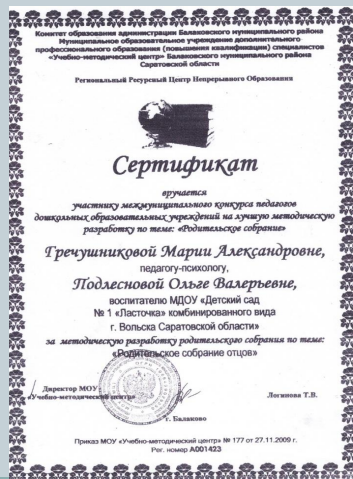 Комитет образования администрации Балаковского муниципального района
Муниципальное образовательное учреждение дополнительного
профессионального образования (повышения квалификации) специалистов
«Учебно-методический центр» Балаковского муниципального района
Саратовской области
Региональный Ресурсный Центр Непрерывного Образования
Сертификат
вручается
участнику межмуниципального конкурса педагогов
дошкольных образовательных учреждений на лучшую методическую
разработку по теме: «Родительское собрание»
Гречушниковой Марии Александровне,
педагогу-психологу,
Подлесновой Ольге Валерьевне,
воспитателю МДОУ «Детский сад
№ 1 «Ласточка» комбинированного вида
г. Вольска Саратовской области»
за методическую разработку родительского собрания по теме:
«Родительское собрание отцов»
Директор МОУ
«Учебно-методический центр»
Логинова Т.В.
г. Балаково
Приказ МОУ «Учебно-методический центр» № 177 от 27.11.2009 г.
Рег. номер А001423